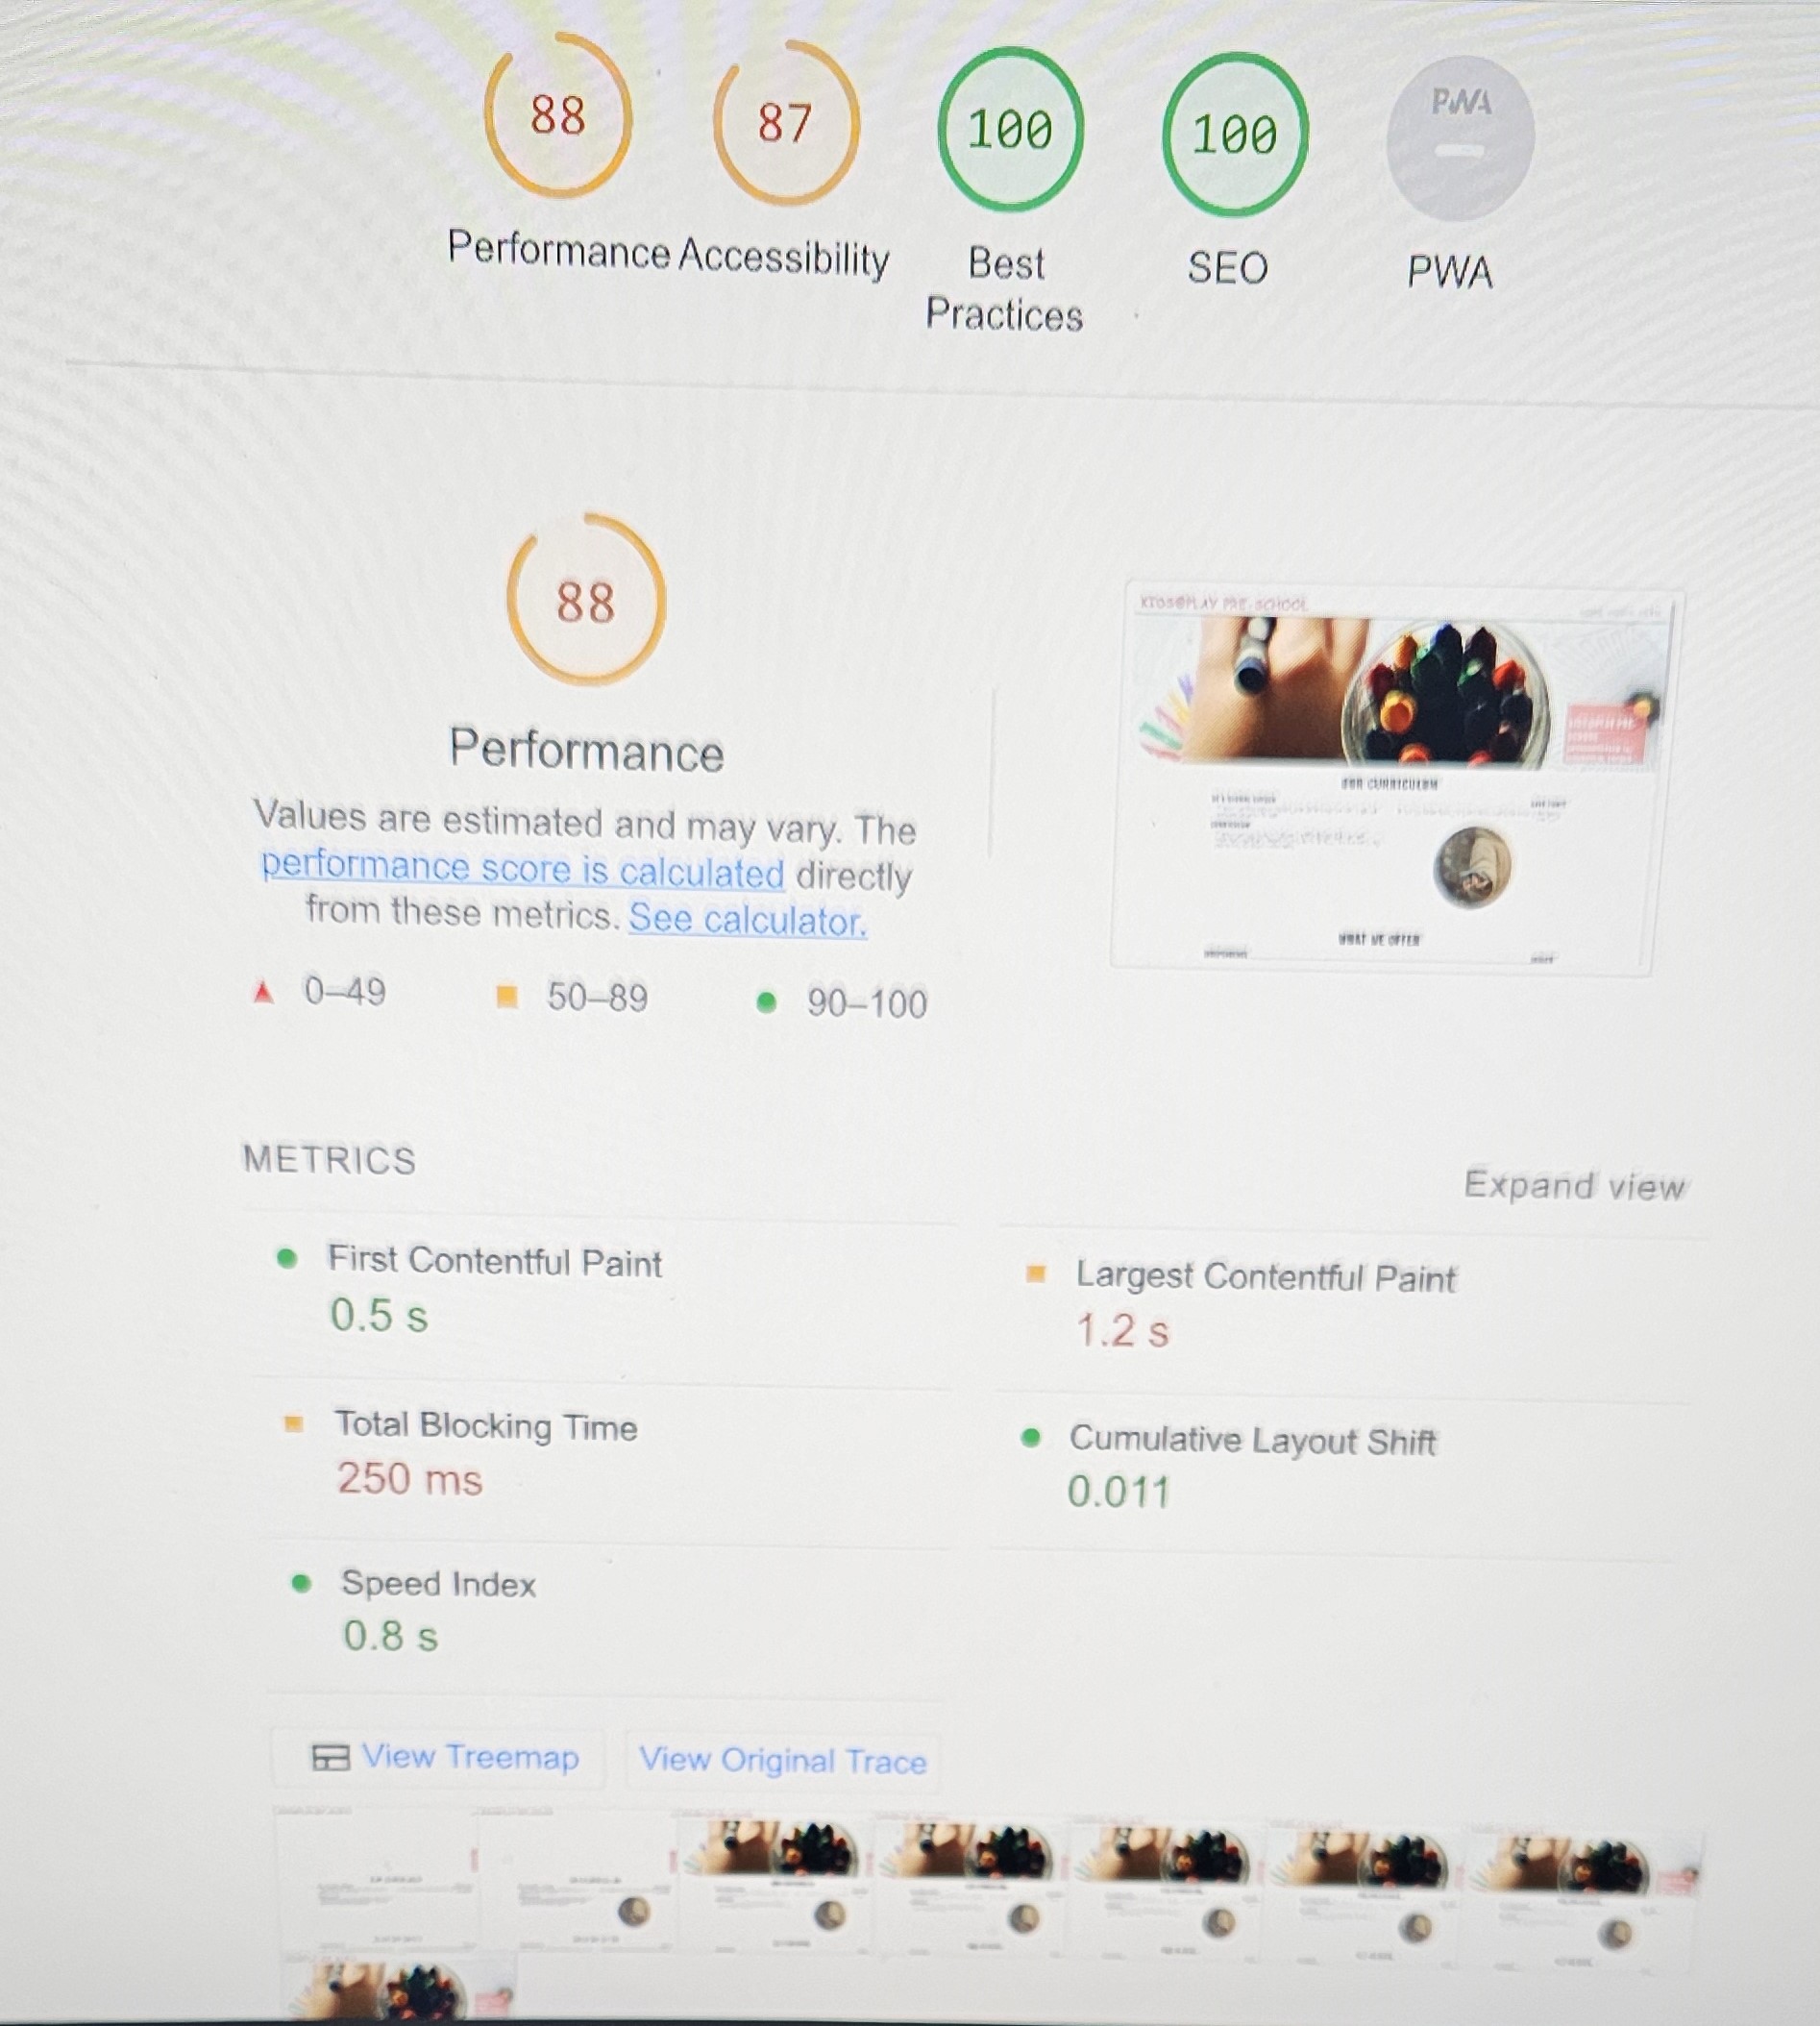 88
87
100
100
PWA
Performance
Accessibility
Best
Practices
SEO
PWA
88
Performance
Values are estimated and may vary. The
performance score is calculated directly
from these metrics. See calculator.
0–49
50–89
90–100
KIDS@PLAY PRE-SCHOOL
OUR CURRICULUM
WHAT WE OFFER
METRICS
Expand view
First Contentful Paint
0.5 s
Largest Contentful Paint
1.2 s
Total Blocking Time
250 ms
Cumulative Layout Shift
0.011
Speed Index
0.8 s
View Treemap
View Original Trace